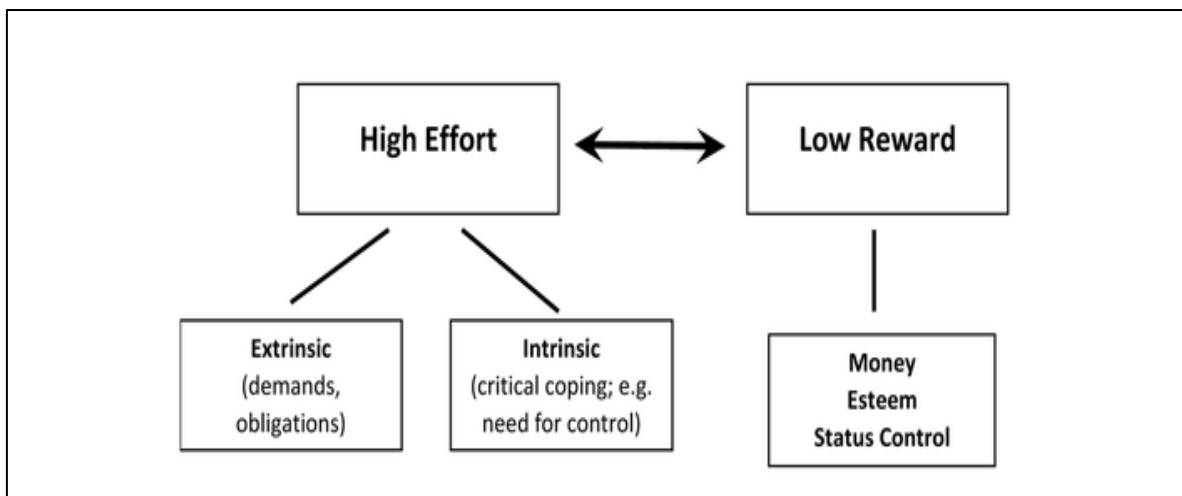 High Effort
Low Reward
Extrinsic
(demands,
obligations)
Intrinsic
(critical coping; e.g.
need for control)
Money
Esteem
Status Control